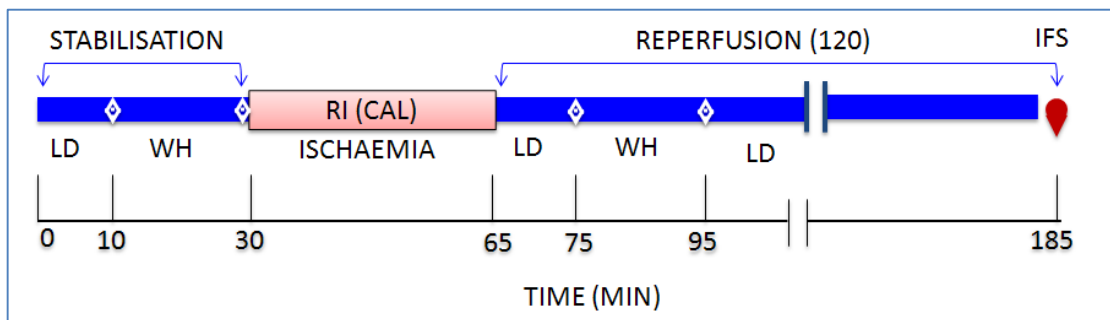 STABILISATION REPERFUSION (120) IFS
RI (CAL)
LD WH ISCHAEMIA LD WH LD
0 10 30 65 75 95 185
TIME (MIN)